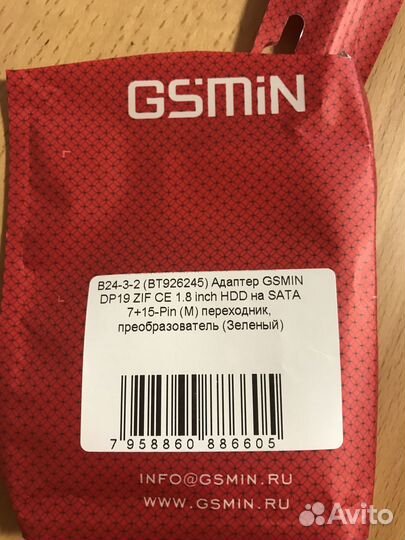 GSMIN
B24-3-2 (BT926245) Адаптер GSMIN
DP19 ZIF CE 1.8 inch HDD на SATA
7+15-Pin (M) переходник,
преобразователь (Зеленый)
7 958860 886605
INFO@GSMIN.RU
WWW.GSMIN.RU
Avito